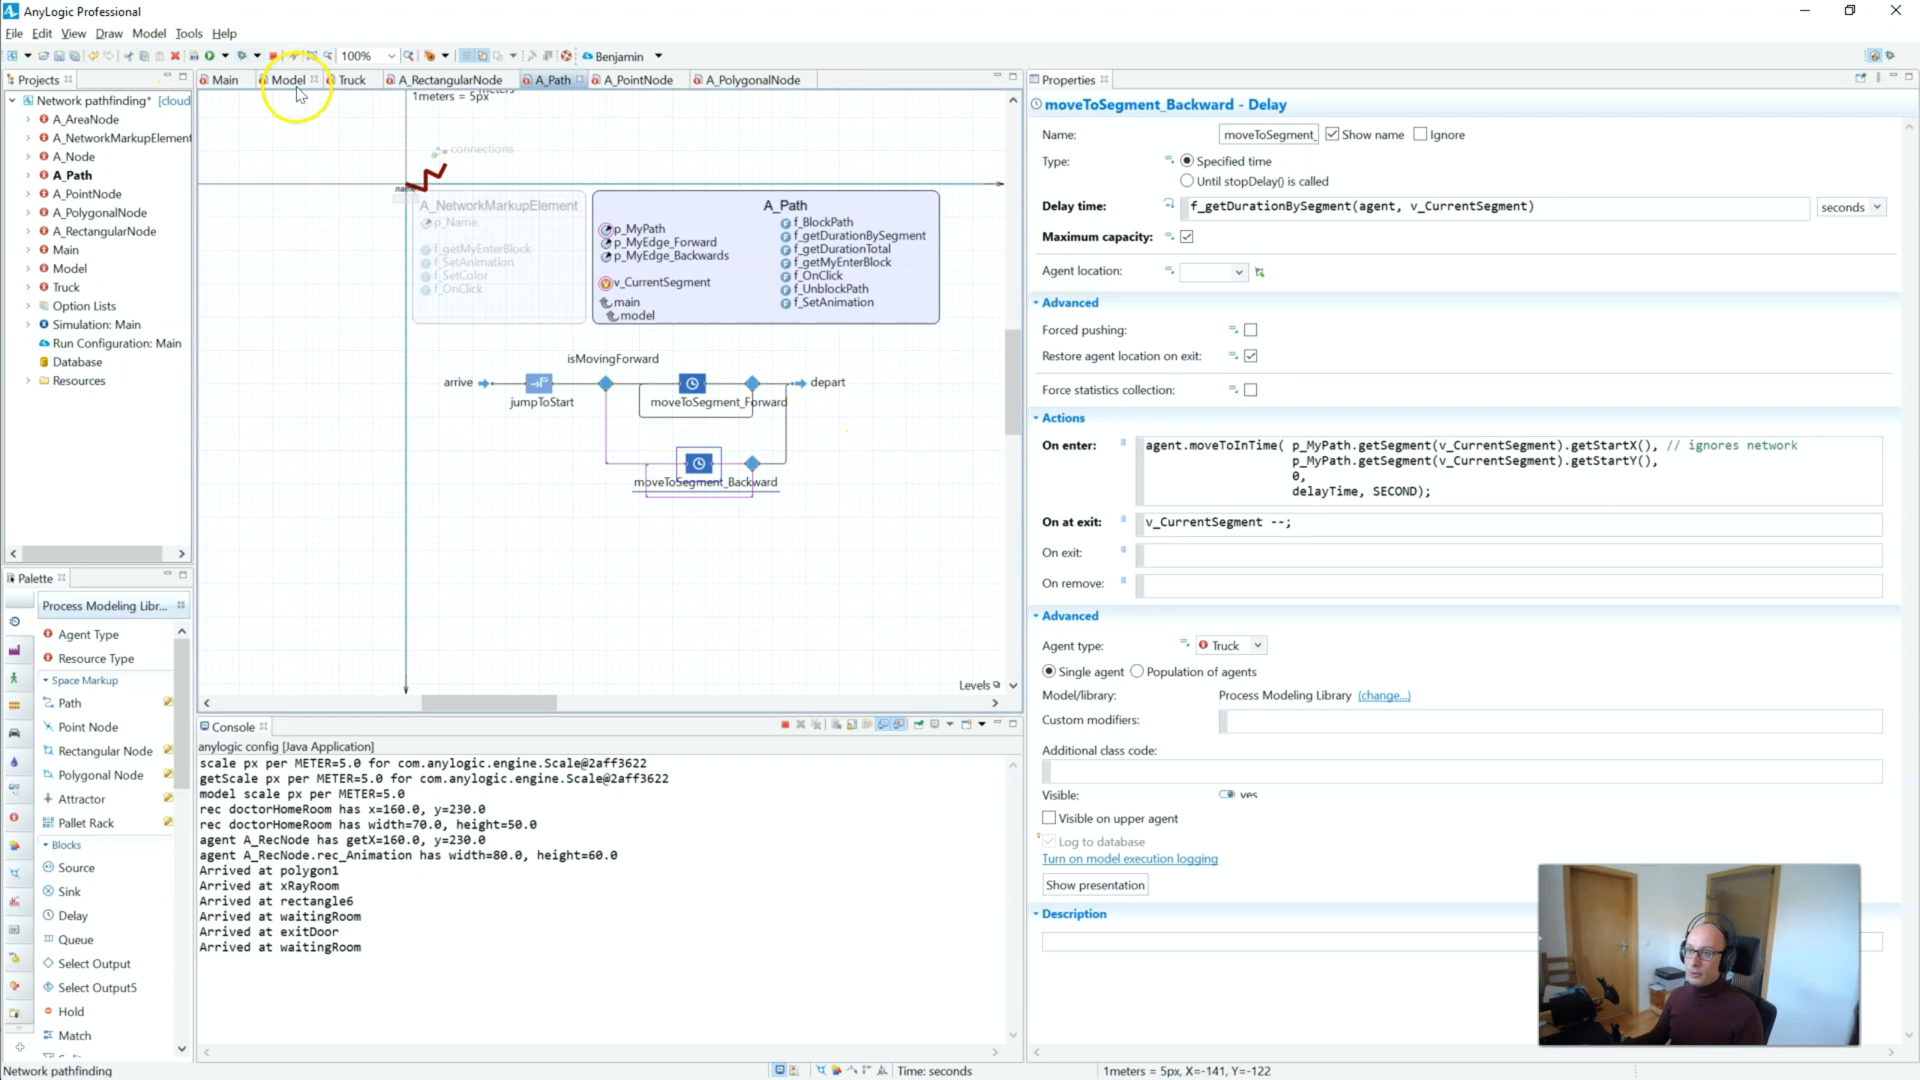 AnyLogic Professional
File Edit View Draw Model Tools Help
100%
Benjamin
Projects
Main
Model
Truck
A_RectangularNode
A_Path
A_PointNode
A_PolygonalNode
Network pathfinding* [cloud
A_AreaNode
A_NetworkMarkupElement
A_Node
A_Path
A_PointNode
A_PolygonalNode
A_RectangularNode
Main
Model
Truck
Option Lists
Simulation: Main
Run Configuration: Main
Database
Resources
Palette
Process Modeling Libr...
Agent Type
Resource Type
Space Markup
Path
Point Node
Rectangular Node
Polygonal Node
Attractor
Pallet Rack
Blocks
Source
Sink
Delay
Queue
Select Output
Select Output5
Hold
Match
1meters = 5px
connections
name
A_NetworkMarkupElement
p_Name
f_getMyEnterBlock
f_SetAnimation
f_SetColor
f_OnClick
A_Path
p_MyPath
p_MyEdge_Forward
p_MyEdge_Backwards
v_CurrentSegment
main
model
f_BlockPath
f_getDurationBySegment
f_getDurationTotal
f_getMyEnterBlock
f_OnClick
f_UnblockPath
f_SetAnimation
isMovingForward
arrive
depart
jumpToStart
moveToSegment_Forward
moveToSegment_Backward
Levels
Console
anylogic config [Java Application]
scale px per METER=5.0 for com.anylogic.engine.Scale@2aff3622
getScale px per METER=5.0 for com.anylogic.engine.Scale@2aff3622
model scale px per METER=5.0
rec doctorHomeRoom has x=160.0, y=230.0
rec doctorHomeRoom has width=70.0, height=50.0
agent A_RecNode has getX=160.0, y=230.0
agent A_RecNode.rec_Animation has width=80.0, height=60.0
Arrived at polygon1
Arrived at xRayRoom
Arrived at rectangle6
Arrived at waitingRoom
Arrived at exitDoor
Arrived at waitingRoom
Properties
moveToSegment_Backward - Delay
Name: moveToSegment_ Show name Ignore
Type: Specified time
Until stopDelay() is called
Delay time: f_getDurationBySegment(agent, v_CurrentSegment) seconds
Maximum capacity:
Agent location:
Advanced
Forced pushing:
Restore agent location on exit:
Force statistics collection:
Actions
On enter: agent.moveToInTime( p_MyPath.getSegment(v_CurrentSegment).getStartX(), // ignores network
p_MyPath.getSegment(v_CurrentSegment).getStartY(),
0,
delayTime, SECOND);
On at exit: v_CurrentSegment --;
On exit:
On remove:
Advanced
Agent type: Truck
Single agent Population of agents
Model/library: Process Modeling Library (change...)
Custom modifiers:
Additional class code:
Visible: yes
Visible on upper agent
Log to database
Turn on model execution logging
Show presentation
Description
Network pathfinding
Time: seconds
1meters = 5px, X=-141, Y=-122